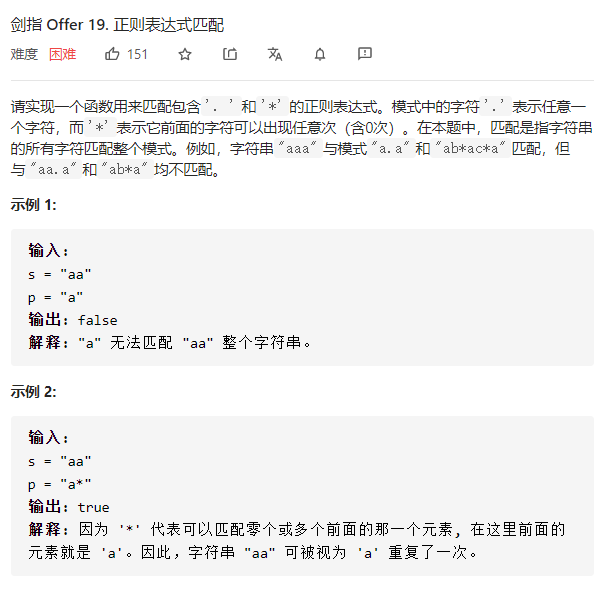 剑指 Offer 19. 正则表达式匹配
难度 困难 151
请实现一个函数用来匹配包含 '. ' 和 '*' 的正则表达式。模式中的字符 '.' 表示任意一
个字符，而 '*' 表示它前面的字符可以出现任意次（含0次）。在本题中，匹配是指字符串
的所有字符匹配整个模式。例如，字符串 "aaa" 与模式 "a.a" 和 "ab*ac*a" 匹配，但
与 "aa.a" 和 "ab*a" 均不匹配。
示例 1:
输入:
s = "aa"
p = "a"
输出: false
解释: "a" 无法匹配 "aa" 整个字符串。
示例 2:
输入:
s = "aa"
p = "a*"
输出: true
解释: 因为 '*' 代表可以匹配零个或多个前面的那一个元素, 在这里前面的
元素就是 'a'。因此，字符串 "aa" 可被视为 'a' 重复了一次。